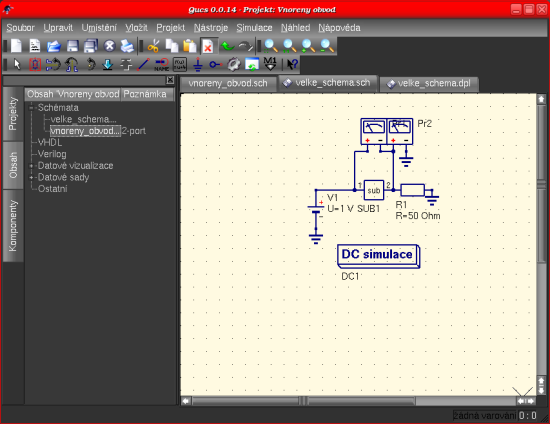 Qucs 0.0.14 - Projekt: Vnoreny obvod
Soubor Upravit Umístění Vložit Projekt Nástroje Simulace Náhled Nápověda
vnoreny_obvod.sch velke_schema.sch velke_schema.dpl
Projekty
Obsah
Komponenty
Obsah 'Vnoreny obvod Poznámka
Schémata
velke_schema...
vnoreny_obvod... 2-port
VHDL
Verilog
Datové vizualizace
Datové sady
Ostatní
Pr2
1 sub 2
V1
U=1 V SUB1
R1
R=50 Ohm
DC simulace
DC1
žádná varování 0 : 0